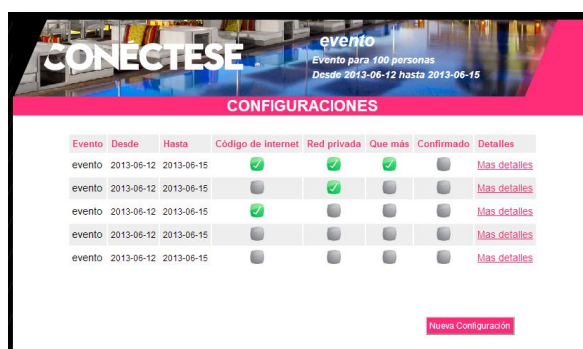 CONÉCTESE
evento
Evento para 100 personas
Desde 2013-06-12 hasta 2013-06-15
CONFIGURACIONES
Evento Desde Hasta Código de internet Red privada Que más Confirmado Detalles
evento 2013-06-12 2013-06-15 Mas detalles
evento 2013-06-12 2013-06-15 Mas detalles
evento 2013-06-12 2013-06-15 Mas detalles
evento 2013-06-12 2013-06-15 Mas detalles
evento 2013-06-12 2013-06-15 Mas detalles
Nueva Configuración